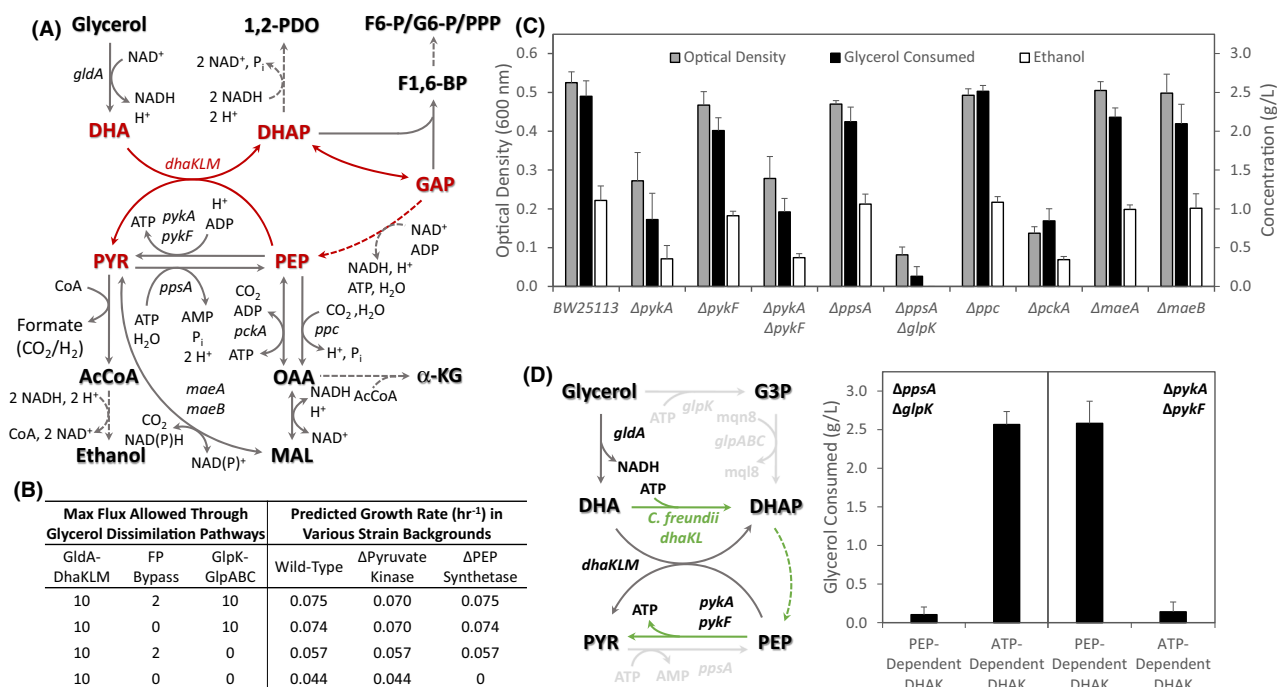 (A)
Glycerol
1,2-PDO
F6-P/G6-P/PPP
gldA
NAD⁺
NADH
H⁺
2 NAD⁺, Pᵢ
2 NADH
2 H⁺
F1,6-BP
DHA
DHAP
dhaKLM
GAP
ATP
pykA
pykF
H⁺
ADP
NAD⁺
ADP
NADH, H⁺
ATP, H₂O
PYR
PEP
CoA
ppsA
ATP
H₂O
AMP
Pᵢ
2 H⁺
CO₂
ADP
pckA
ATP
CO₂ ,H₂O
ppc
H⁺, Pᵢ
Formate
(CO₂/H₂)
AcCoA
OAA
α-KG
AcCoA
maeA
maeB
NADH
H⁺
NAD⁺
2 NADH, 2 H⁺
CoA, 2 NAD⁺
CO₂
NAD(P)H
NAD(P)⁺
Ethanol
MAL
(B)
Max Flux Allowed Through Glycerol Dissimilation Pathways
Predicted Growth Rate (hr⁻¹) in Various Strain Backgrounds
GldA-DhaKLM FP Bypass GlpK-GlpABC Wild-Type ΔPyruvate Kinase ΔPEP Synthetase
10 2 10 0.075 0.070 0.075
10 0 10 0.074 0.070 0.074
10 2 0 0.057 0.057 0.057
10 0 0 0.044 0.044 0
(C)
Optical Density Glycerol Consumed Ethanol
Optical Density (600 nm)
0.6
0.5
0.4
0.3
0.2
0.1
0.0
Concentration (g/L)
3.0
2.5
2.0
1.5
1.0
0.5
0.0
BW25113
ΔpykA
ΔpykF
ΔpykA
ΔpykF
ΔppsA
ΔppsA
ΔglpK
Δppc
ΔpckA
ΔmaeA
ΔmaeB
(D)
Glycerol
G3P
ATP
glpK
mqn8
glpABC
mql8
gldA
NADH
ATP
DHA
DHAP
C. freundii
dhaKL
dhaKLM
ATP
pykA
pykF
PYR
PEP
ATP
AMP
ppsA
Glycerol Consumed (g/L)
3.0
2.5
2.0
1.5
1.0
0.5
0.0
ΔppsA
ΔglpK
ΔpykA
ΔpykF
PEP-
Dependent
DHAK
ATP-
Dependent
DHAK
PEP-
Dependent
DHAK
ATP-
Dependent
DHAK